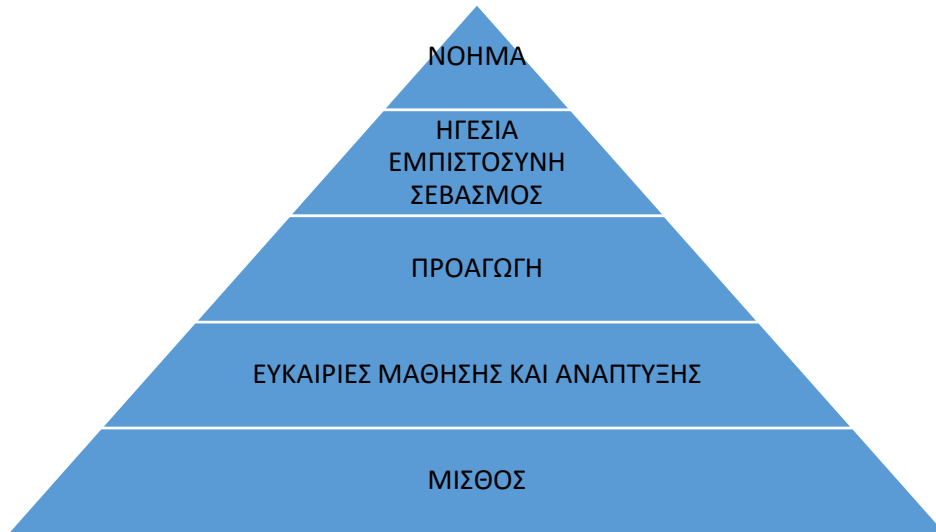 ΝΟΗΜΑ
ΗΓΕΣΙΑ
ΕΜΠΙΣΤΟΣΥΝΗ
ΣΕΒΑΣΜΟΣ
ΠΡΟΑΓΩΓΗ
ΕΥΚΑΙΡΙΕΣ ΜΑΘΗΣΗΣ ΚΑΙ ΑΝΑΠΤΥΞΗΣ
ΜΙΣΘΟΣ